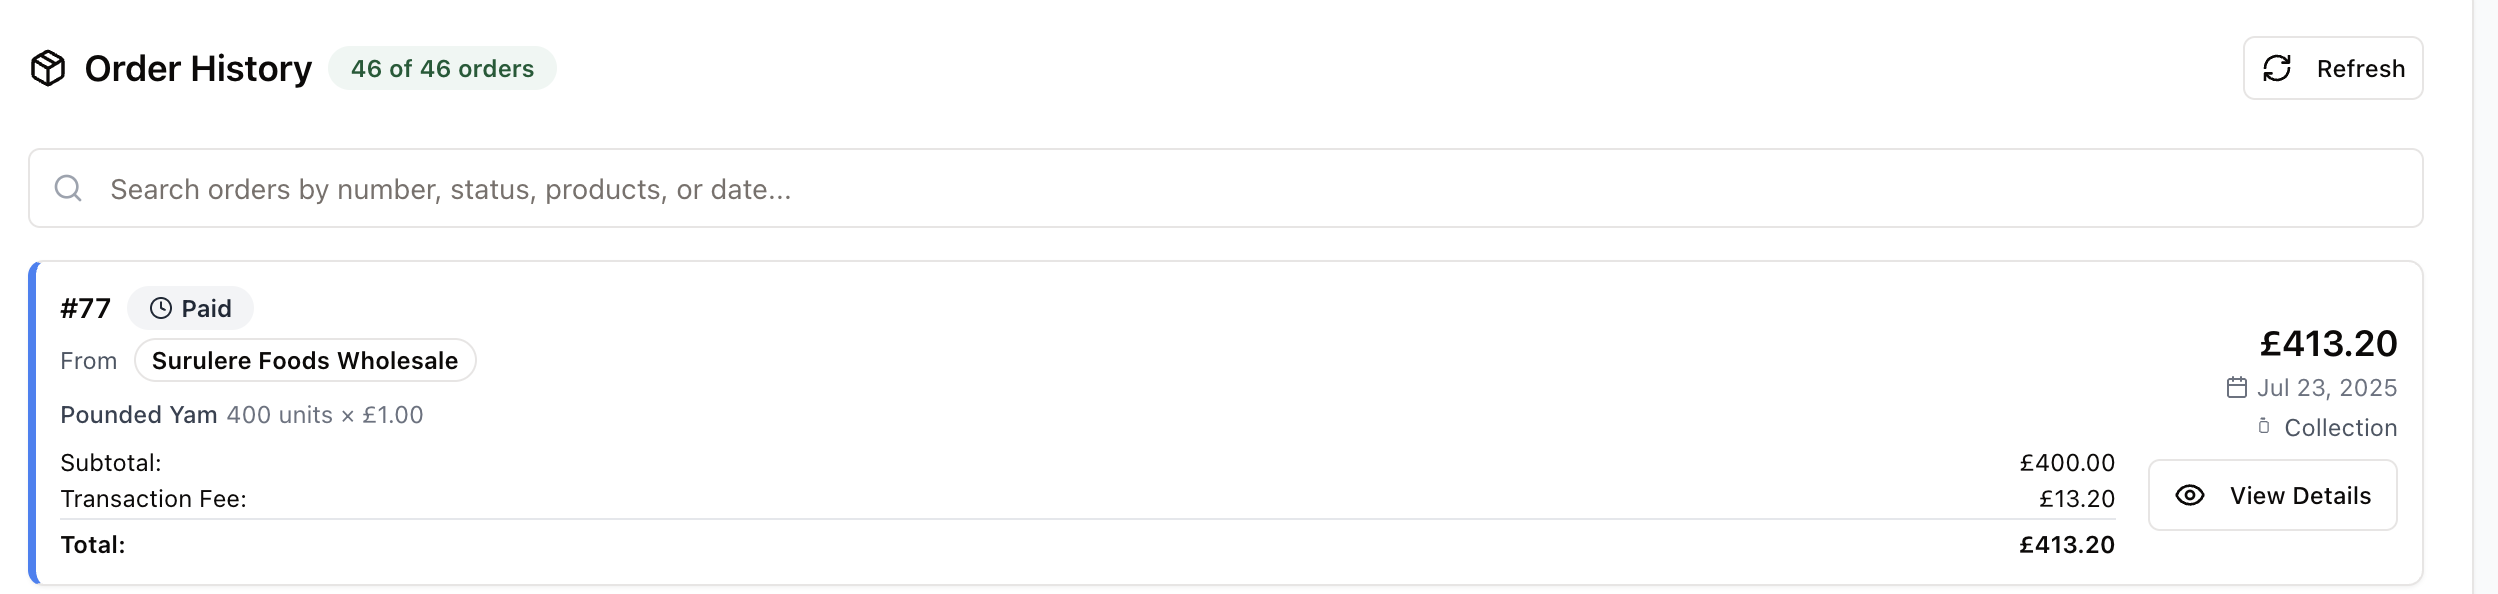 Order History 46 of 46 orders
Refresh
Search orders by number, status, products, or date...
#77 Paid
From Surulere Foods Wholesale
Pounded Yam 400 units × £1.00
Subtotal: £400.00
Transaction Fee: £13.20
Total: £413.20
£413.20
Jul 23, 2025
Collection
View Details